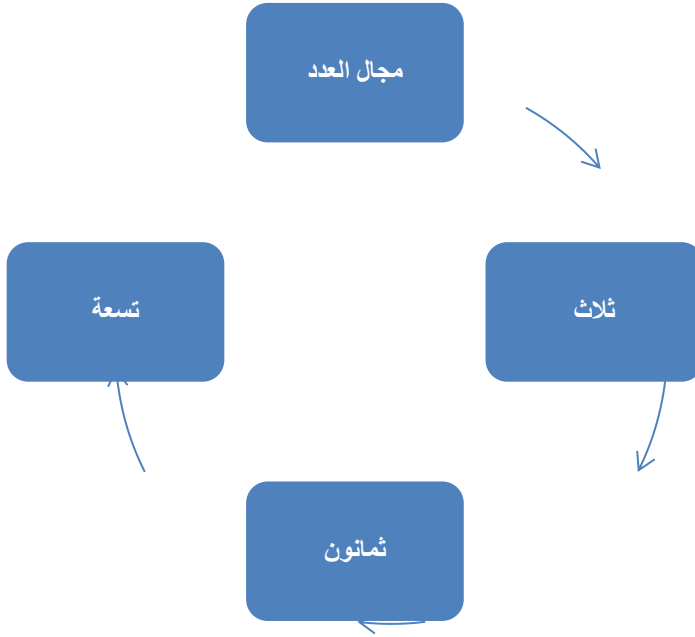 مجال العدد
ثلاث
ثمانون
تسعة